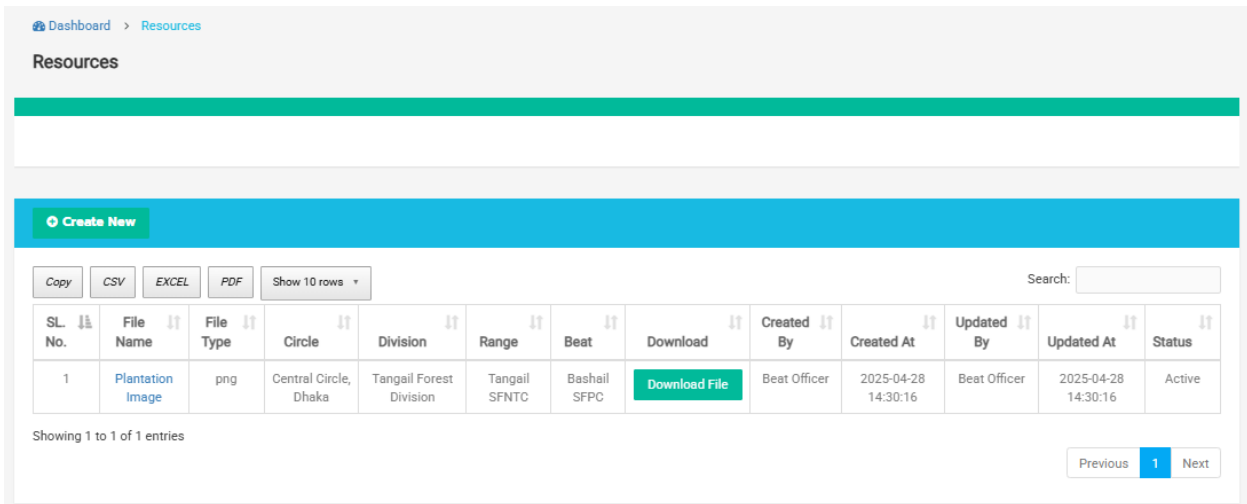 Dashboard > Resources
Resources
Create New
Copy CSV EXCEL PDF Show 10 rows Search:
SL. No. File Name File Type Circle Division Range Beat Download Created By Created At Updated By Updated At Status
1 Plantation Image png Central Circle, Dhaka Tangail Forest Division Tangail SFNTC Bashail SFPC Download File Beat Officer 2025-04-28 14:30:16 Beat Officer 2025-04-28 14:30:16 Active
Showing 1 to 1 of 1 entries
Previous 1 Next